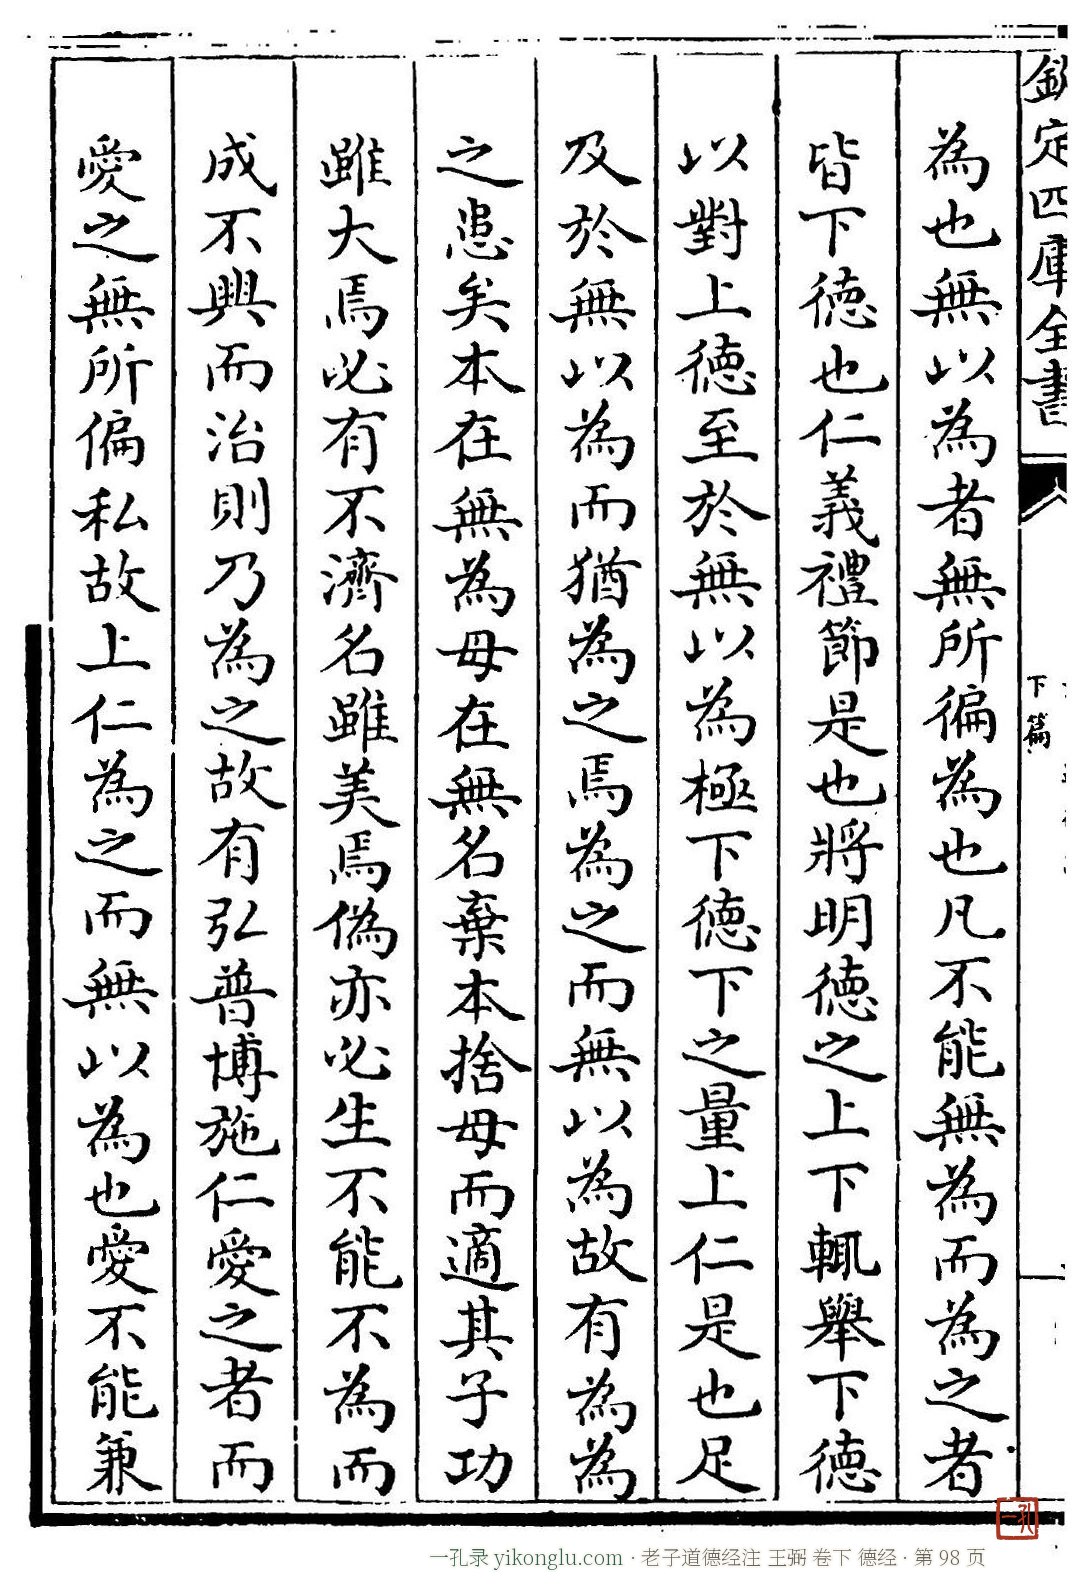 欽定四庫全書
下篇
為也無以為者無所徧為也凡不能無為而為之者
皆下德也仁義禮節是也將明德之上下輒舉下德
以對上德至於無以為極下德下之量上仁是也足
及於無以為而猶為之焉為之而無以為故有為為
之患矣本在無為母在無名棄本捨母而適其子功
雖大焉必有不濟名雖美焉偽亦必生不能不為而
成不興而治則乃為之故有弘普博施仁愛之者而
愛之無所偏私故上仁為之而無以為也愛不能兼
一孔
一孔录 yikonglu.com · 老子道德经注 王弼 卷下 德经 · 第 98 页